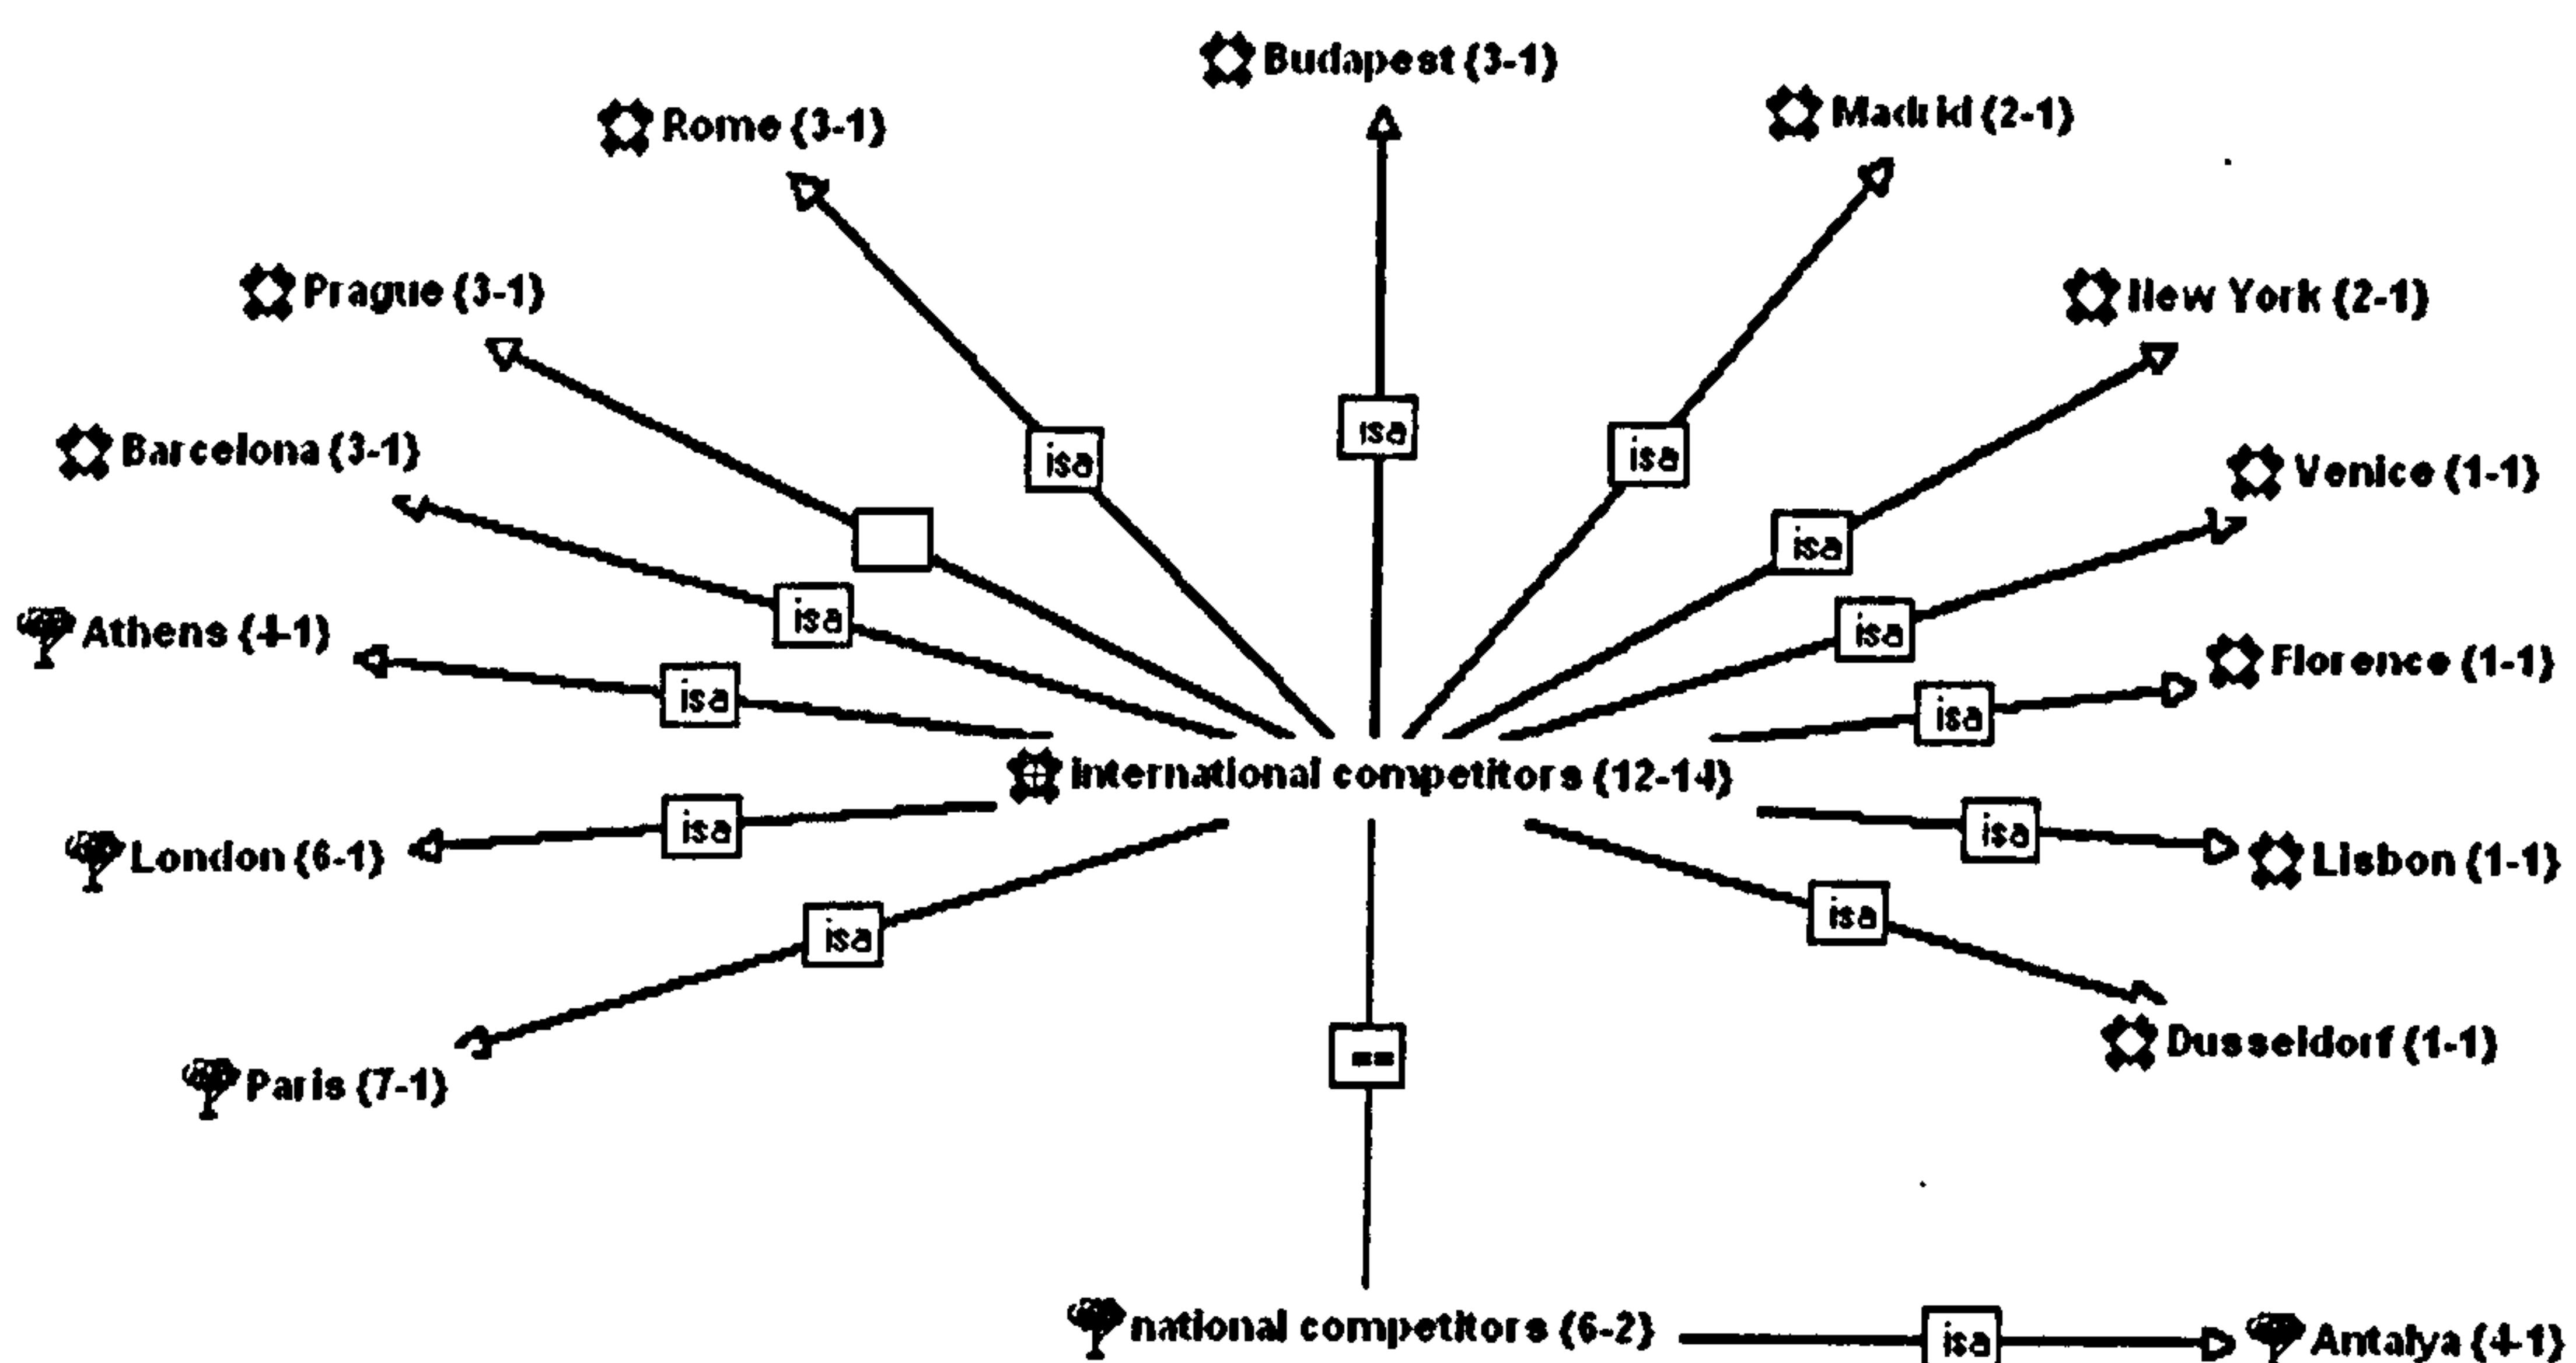 Budapest {3-1}
Rome {3-1}
Madrid {2-1}
Prague {3-1}
New York {2-1}
isa
isa
isa
Barcelona {3-1}
Venice {1-1}
isa
isa
isa
Athens {4-1}
Florence {1-1}
isa
isa
international competitors {12-14}
isa
isa
London {6-1}
Lisbon {1-1}
isa
isa
Dusseldorf {1-1}
Paris {7-1}
==
national competitors {6-2}
isa
Antalya {4-1}